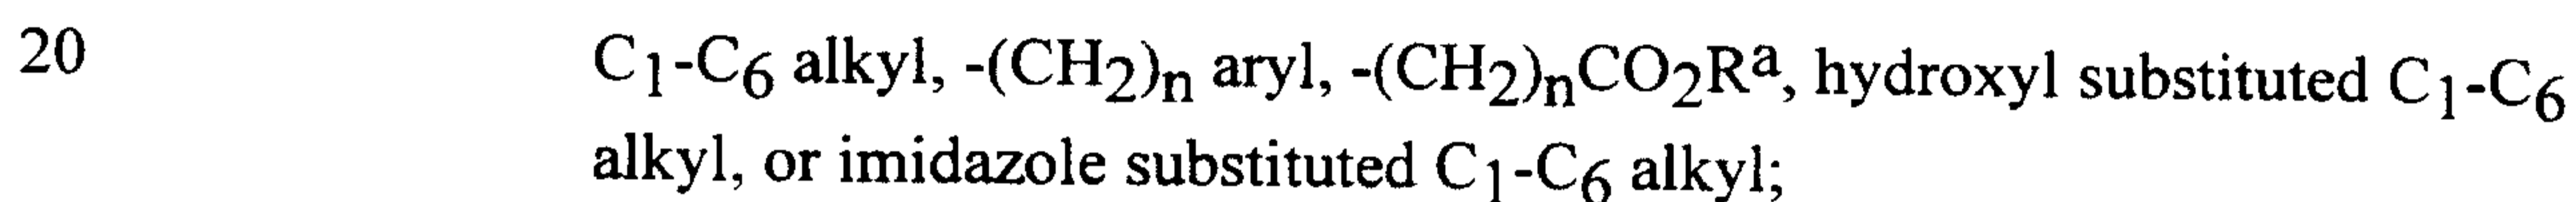 20 C1-C6 alkyl, -(CH2)n aryl, -(CH2)nCO2Ra, hydroxyl substituted C1-C6
alkyl, or imidazole substituted C1-C6 alkyl;